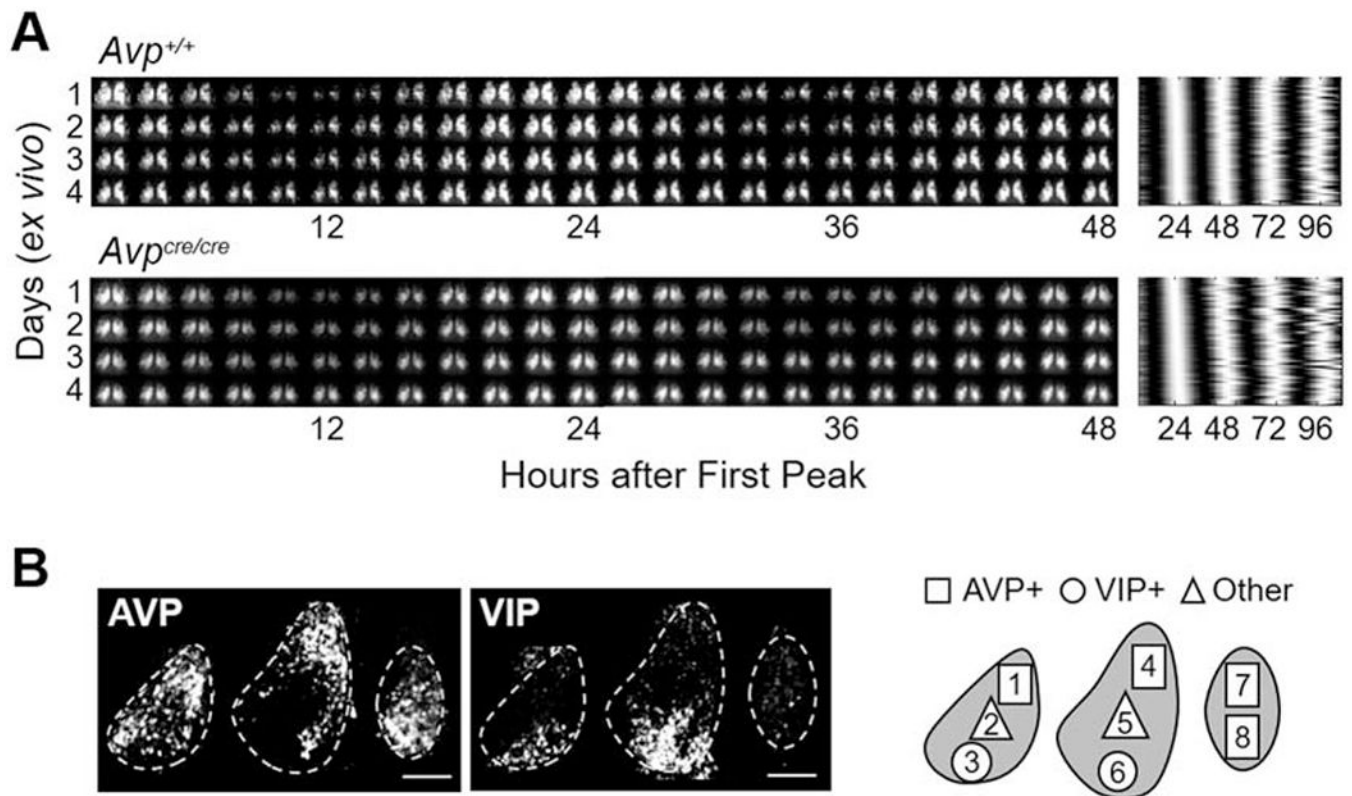 A
Avp+/+
1
2
3
4
12 24 36 48
24 48 72 96
Avpcre/cre
1
2
3
4
12 24 36 48
24 48 72 96
Days (ex vivo)
Hours after First Peak
B
AVP
VIP
AVP+ VIP+ Other
1
2
3
4
5
6
7
8